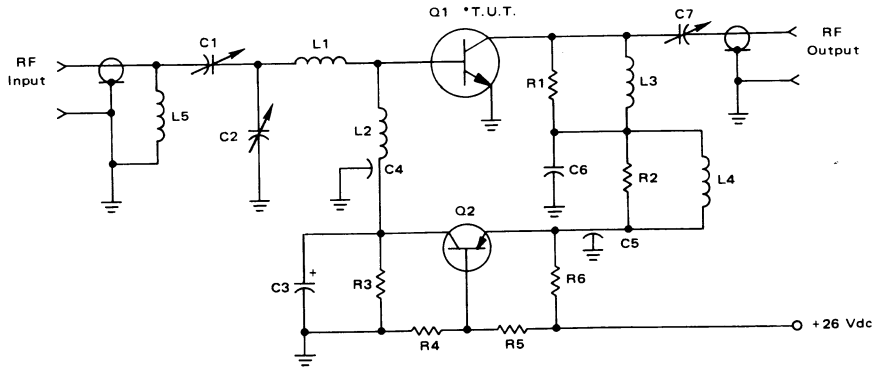 Q1 *T.U.T.
C7
RF
Output
C1
L1
RF
Input
R1
L3
L5
C2
L2
C4
C6
R2
L4
Q2
C5
C3
+
R3
R6
+26 Vdc
R4
R5